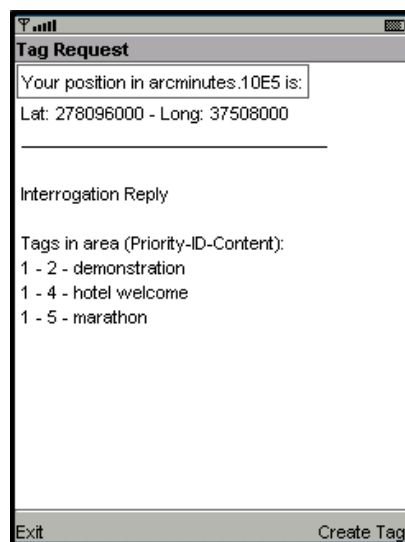 Tag Request
Your position in arcminutes.10E5 is:
Lat: 278096000 - Long: 37508000
Interrogation Reply
Tags in area (Priority-ID-Content):
1 - 2 - demonstration
1 - 4 - hotel welcome
1 - 5 - marathon
Exit Create Tag